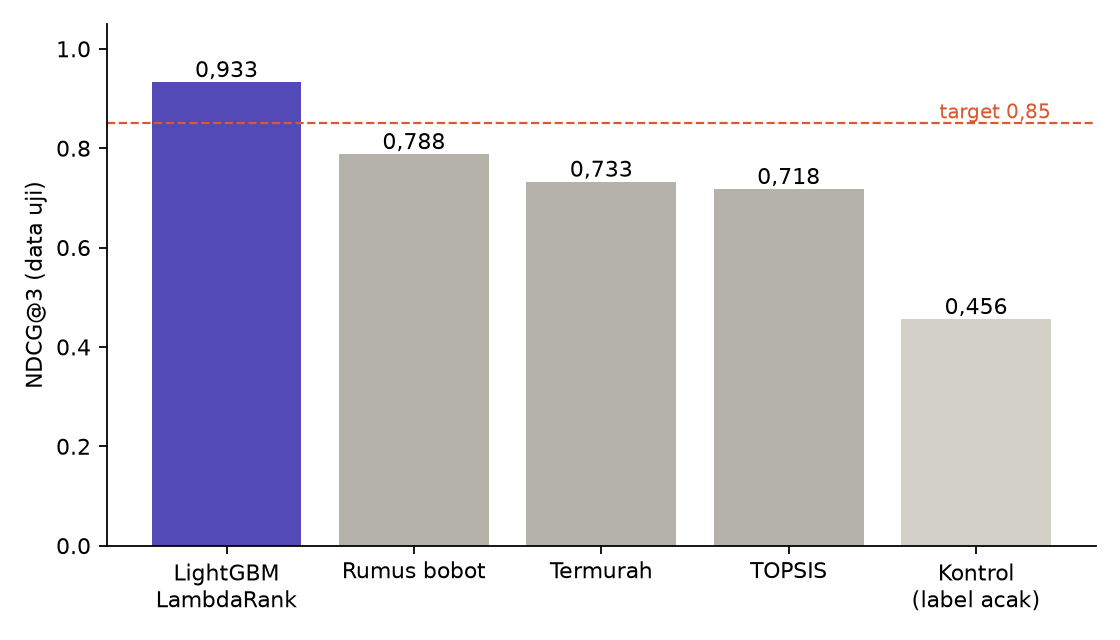 NDCG@3 (data uji)
1.0
0.8
0.6
0.4
0.2
0.0
target 0,85
0,933
0,788
0,733
0,718
0,456
LightGBM
LambdaRank
Rumus bobot
Termurah
TOPSIS
Kontrol
(label acak)